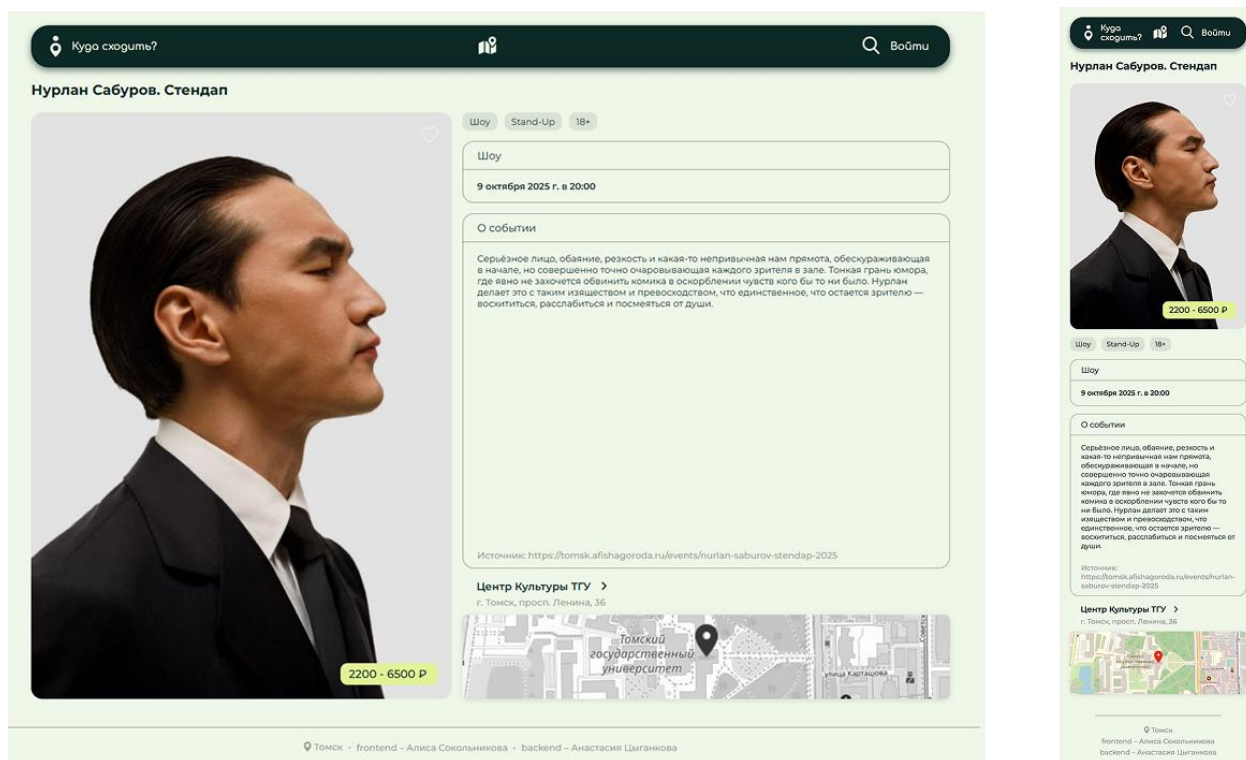 Куда сходить?
Войти
Нурлан Сабуров. Стендап
Шоу Stand-Up 18+
Шоу
9 октября 2025 г. в 20:00
О событии
Серьёзное лицо, обаяние, резкость и какая-то непривычная нам прямота, обескураживающая
в начале, но совершенно точно очаровывающая каждого зрителя в зале. Тонкая грань юмора,
где явно не захочется обвинить комика в оскорблении чувств кого бы то ни было. Нурлан
делает это с таким изяществом и превосходством, что единственное, что остается зрителю —
восхититься, расслабиться и посмеяться от души.
Источник: https://tomsk.afishagoroda.ru/events/nurlan-saburov-stendap-2025
Центр Культуры ТГУ
г. Томск, просп. Ленина, 36
Томский
государственный
университет
улица Карташова
2200 - 6500 ₽
Томск • frontend – Алиса Сокольникова • backend – Анастасия Цыганкова
Куда
сходить?
Войти
Нурлан Сабуров. Стендап
2200 - 6500 ₽
Шоу Stand-Up 18+
Шоу
9 октября 2025 г. в 20:00
О событии
Серьёзное лицо, обаяние, резкость и
какая-то непривычная нам прямота,
обескураживающая в начале, но
совершенно точно очаровывающая
каждого зрителя в зале. Тонкая грань
юмора, где явно не захочется обвинить
комика в оскорблении чувств кого бы то
ни было. Нурлан делает это с таким
изяществом и превосходством, что
единственное, что остается зрителю —
восхититься, расслабиться и посмеяться от
души.
Источник:
https://tomsk.afishagoroda.ru/events/nurlan-
saburov-stendap-2025
Центр Культуры ТГУ
г. Томск, просп. Ленина, 36
Томск
frontend – Алиса Сокольникова
backend – Анастасия Цыганкова